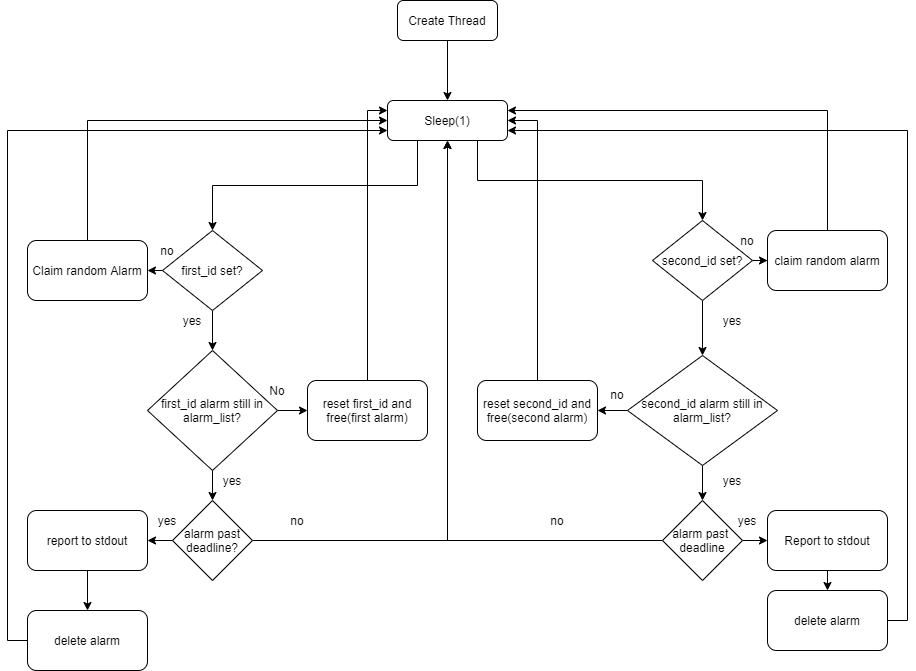 Create Thread
Sleep(1)
no
first_id set?
Claim random Alarm
no
second_id set?
claim random alarm
yes
yes
No
first_id alarm still in
alarm_list?
reset first_id and
free(first alarm)
no
reset second_id and
free(second alarm)
second_id alarm still in
alarm_list?
yes
yes
yes
no
no
yes
report to stdout
alarm past
deadline?
alarm past
deadline
Report to stdout
delete alarm
delete alarm